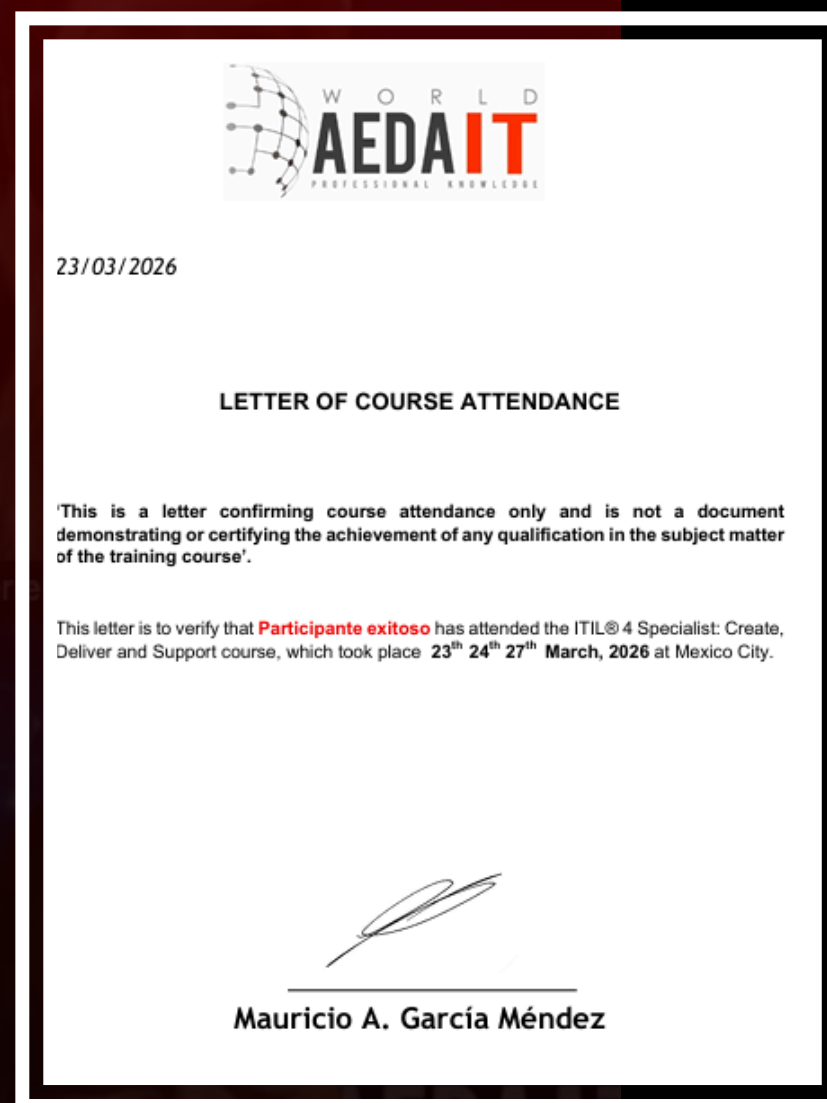 WORLD
AEDAIT
PROFESSIONAL KNOWLEDGE
23/03/2026
LETTER OF COURSE ATTENDANCE
'This is a letter confirming course attendance only and is not a document
demonstrating or certifying the achievement of any qualification in the subject matter
of the training course'.
This letter is to verify that Participante exitoso has attended the ITIL® 4 Specialist: Create,
Deliver and Support course, which took place 23th 24th 27th March, 2026 at Mexico City.
Mauricio A. García Méndez